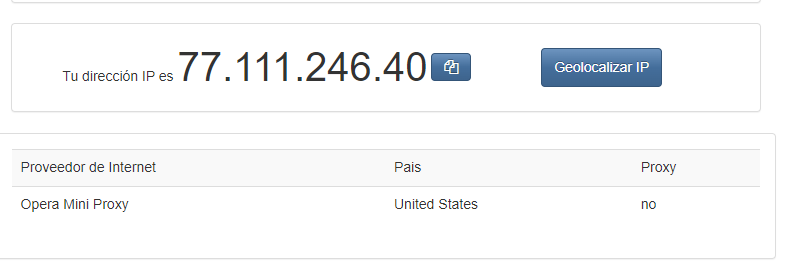 Tu dirección IP es 77.111.246.40 Geolocalizar IP
Proveedor de Internet Pais Proxy
Opera Mini Proxy United States no